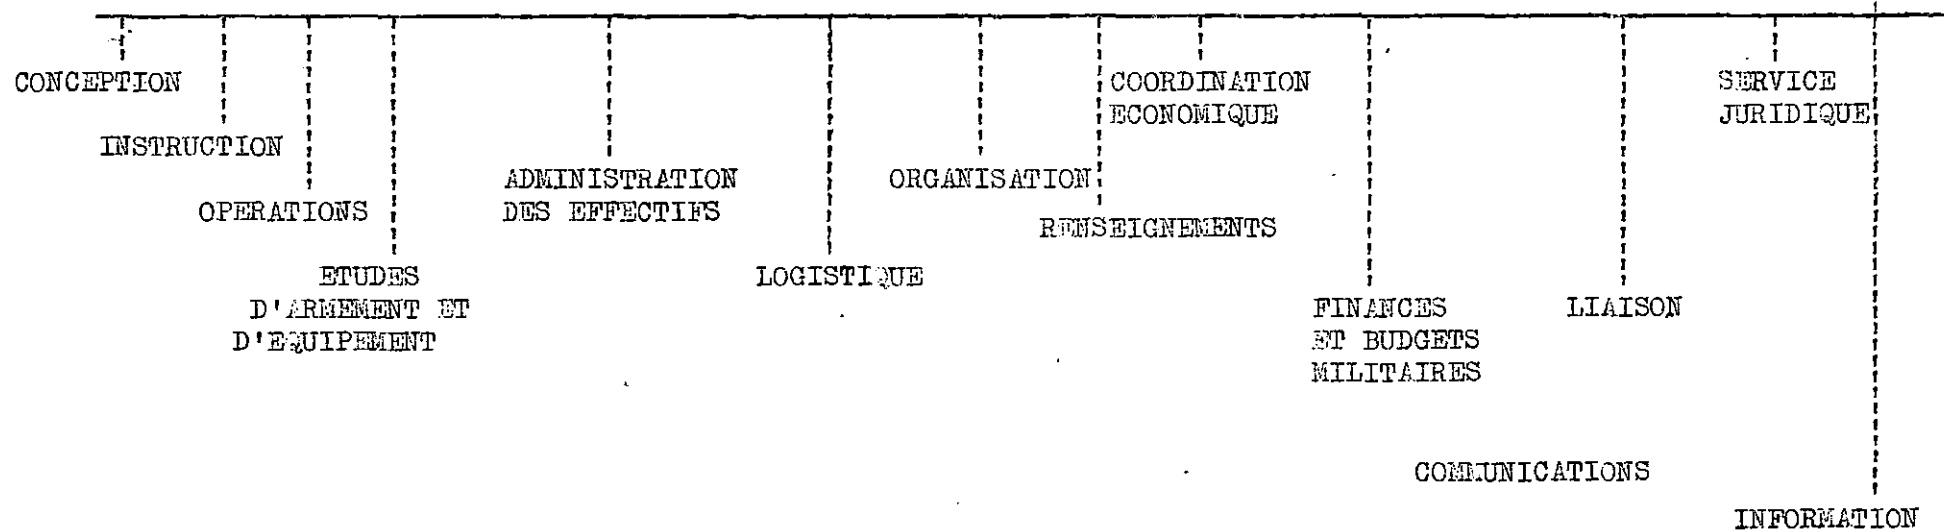 CONCEPTION
INSTRUCTION
OPERATIONS
ETUDES
D'ARMEMENT ET
D'EQUIPEMENT
ADMINISTRATION
DES EFFECTIFS
LOGISTIQUE
ORGANISATION
RENSEIGNEMENTS
COORDINATION
ECONOMIQUE
FINANCES
ET BUDGETS
MILITAIRES
COMMUNICATIONS
LIAISON
SERVICE
JURIDIQUE
INFORMATION